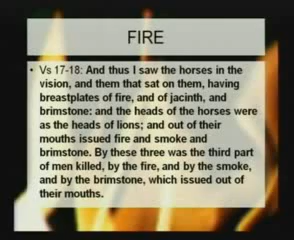 FIRE
• Vs 17-18: And thus I saw the horses in the
vision, and them that sat on them, having
breastplates of fire, and of jacinth, and
brimstone: and the heads of the horses were
as the heads of lions; and out of their
mouths issued fire and smoke and
brimstone. By these three was the third part
of men killed, by the fire, and by the smoke,
and by the brimstone, which issued out of
their mouths.